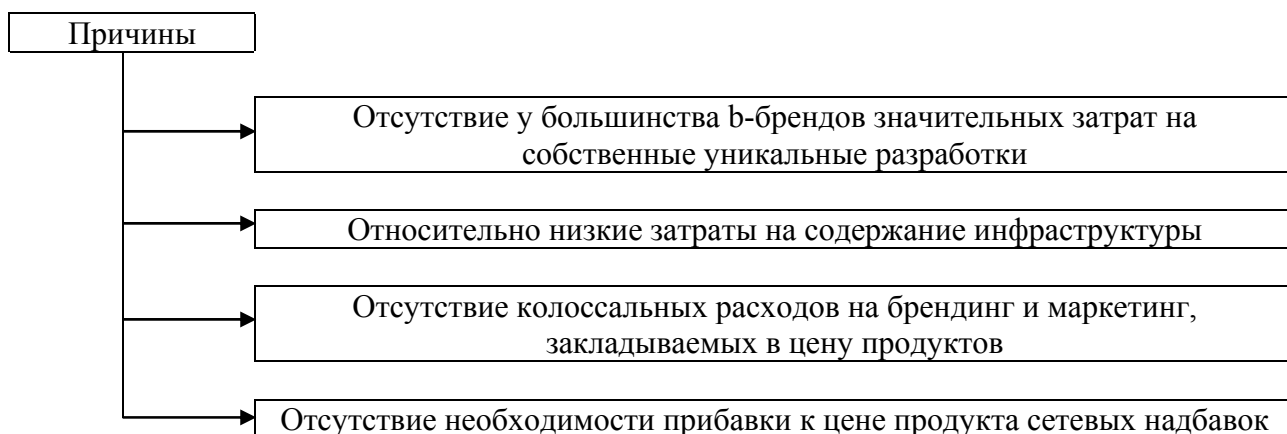 Причины
Отсутствие у большинства b-брендов значительных затрат на
собственные уникальные разработки
Относительно низкие затраты на содержание инфраструктуры
Отсутствие колоссальных расходов на брендинг и маркетинг,
закладываемых в цену продуктов
Отсутствие необходимости прибавки к цене продукта сетевых надбавок